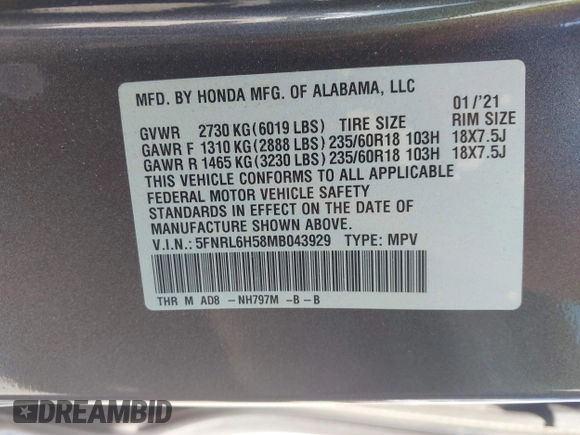 MFD. BY HONDA MFG. OF ALABAMA, LLC
01/'21
GVWR 2730 KG(6019 LBS) TIRE SIZE RIM SIZE
GAWR F 1310 KG(2888 LBS)235/60R18 103H 18X7.5J
GAWR R 1465 KG(3230 LBS)235/60R18 103H 18X7.5J
THIS VEHICLE CONFORMS TO ALL APPLICABLE
FEDERAL MOTOR VEHICLE SAFETY
STANDARDS IN EFFECT ON THE DATE OF
MANUFACTURE SHOWN ABOVE.
V.I.N.: 5FNRL6H58MB043929 TYPE: MPV
THR M AD8 -NH797M -B-B
DREAMBID